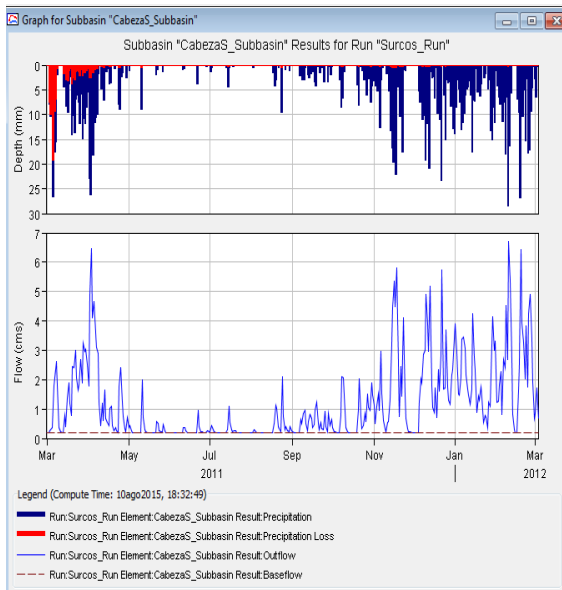 Graph for Subbasin "CabezaS_Subbasin"
Subbasin "CabezaS_Subbasin" Results for Run "Surcos_Run"
Depth (mm)
0
5
10
15
20
25
30
Flow (cms)
7
6
5
4
3
2
1
0
Mar May Jul Sep Nov Jan Mar
2011 2012
Legend (Compute Time: 10ago2015, 18:32:49)
Run:Surcos_Run Element:CabezaS_Subbasin Result:Precipitation
Run:Surcos_Run Element:CabezaS_Subbasin Result:Precipitation Loss
Run:Surcos_Run Element:CabezaS_Subbasin Result:Outflow
Run:Surcos_Run Element:CabezaS_Subbasin Result:Baseflow